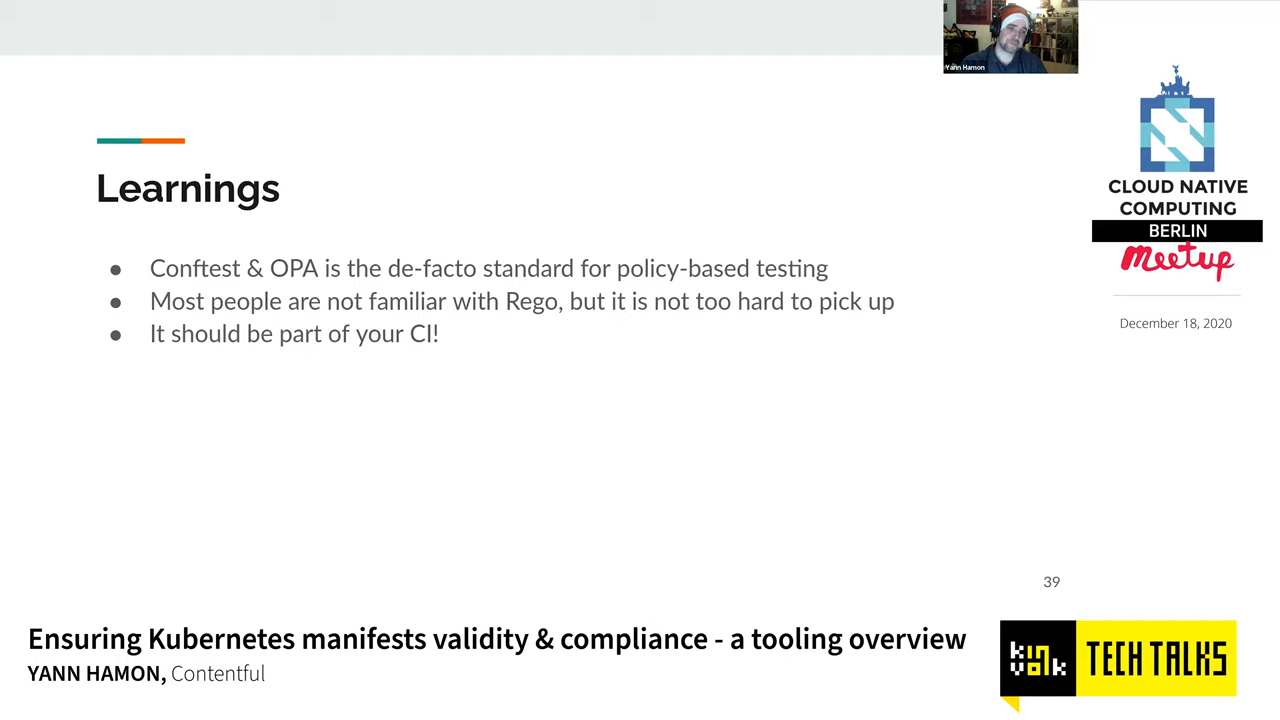 Yann Hamon
CLOUD NATIVE
COMPUTING
BERLIN
meetup
December 18, 2020
Learnings
● Conftest & OPA is the de-facto standard for policy-based testing
● Most people are not familiar with Rego, but it is not too hard to pick up
● It should be part of your CI!
39
Ensuring Kubernetes manifests validity & compliance - a tooling overview
YANN HAMON, Contentful
kinvolk
TECH TALKS